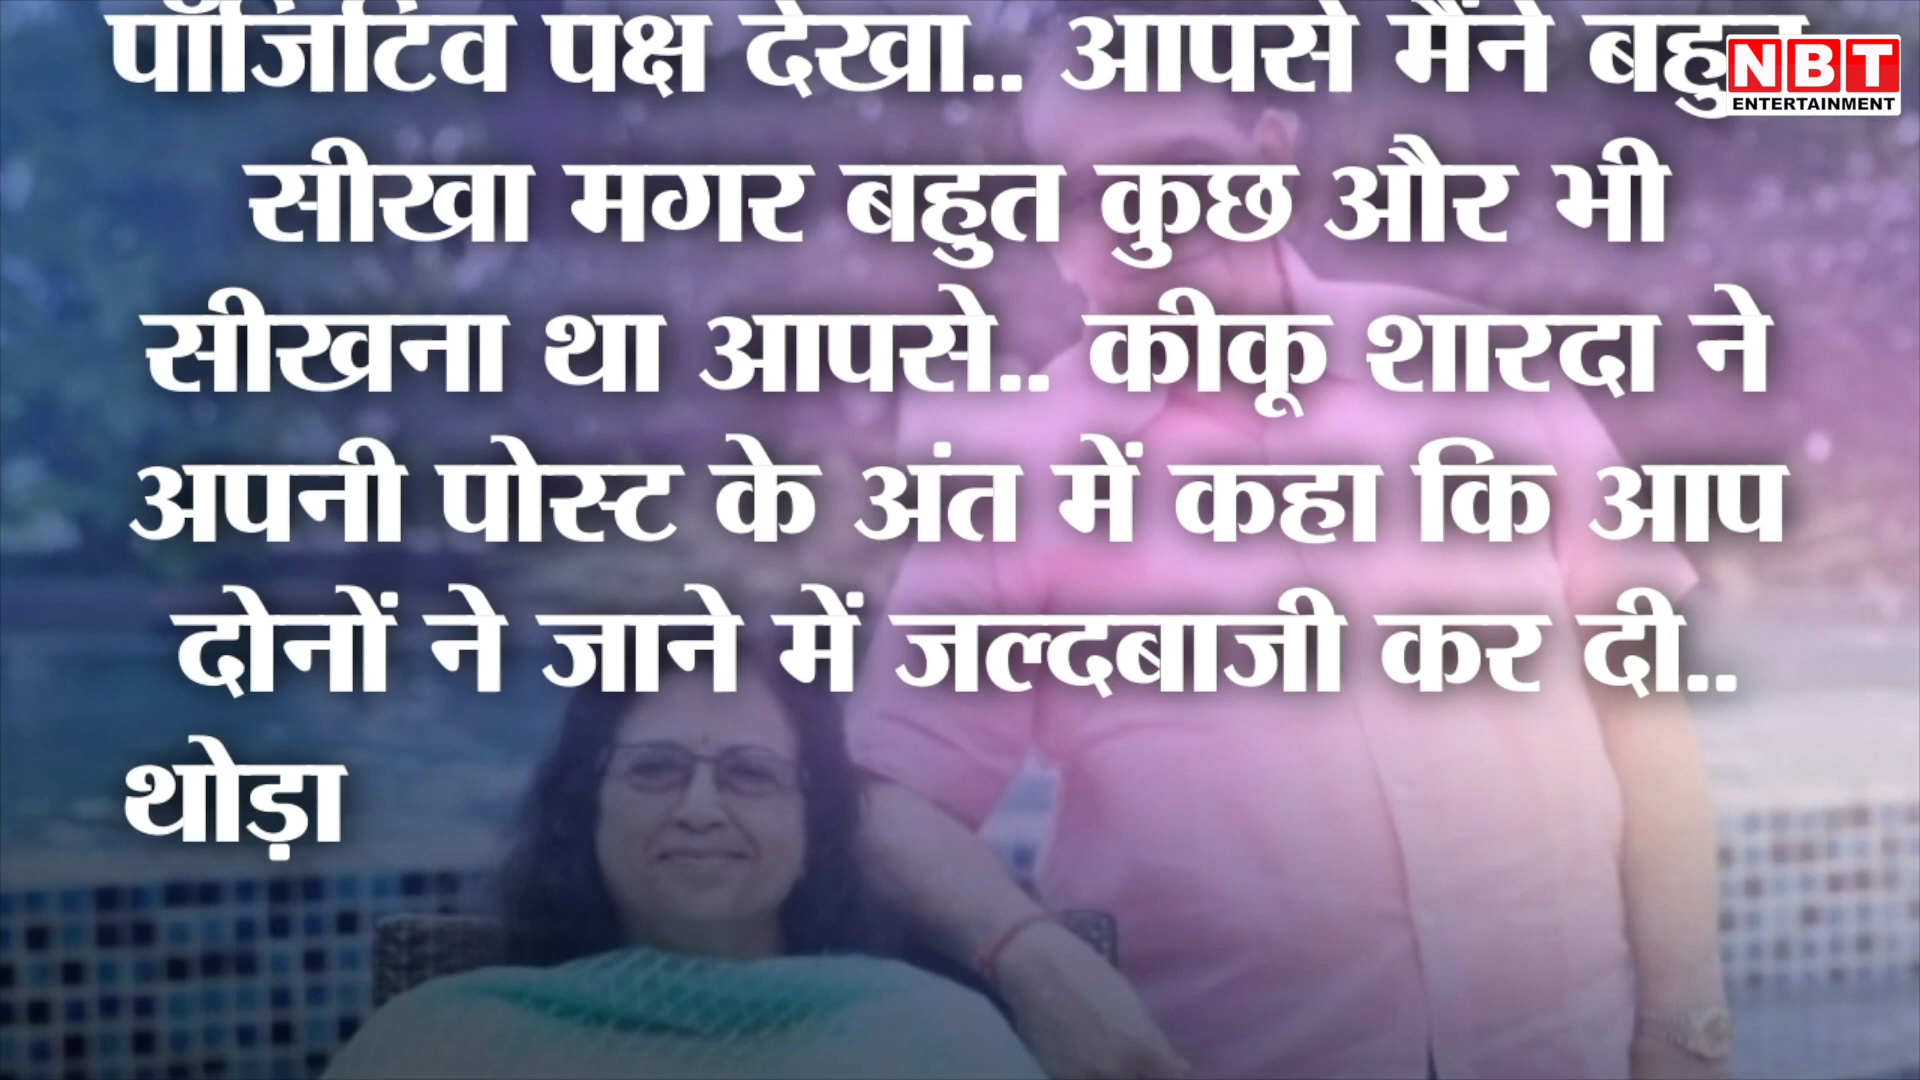 पॉजिटिव पक्ष देखा.. आपसे मैंने बहुत
NBT
ENTERTAINMENT
सीखा मगर बहुत कुछ और भी
सीखना था आपसे.. कीकू शारदा ने
अपनी पोस्ट के अंत में कहा कि आप
दोनों ने जाने में जल्दबाजी कर दी..
थोड़ा